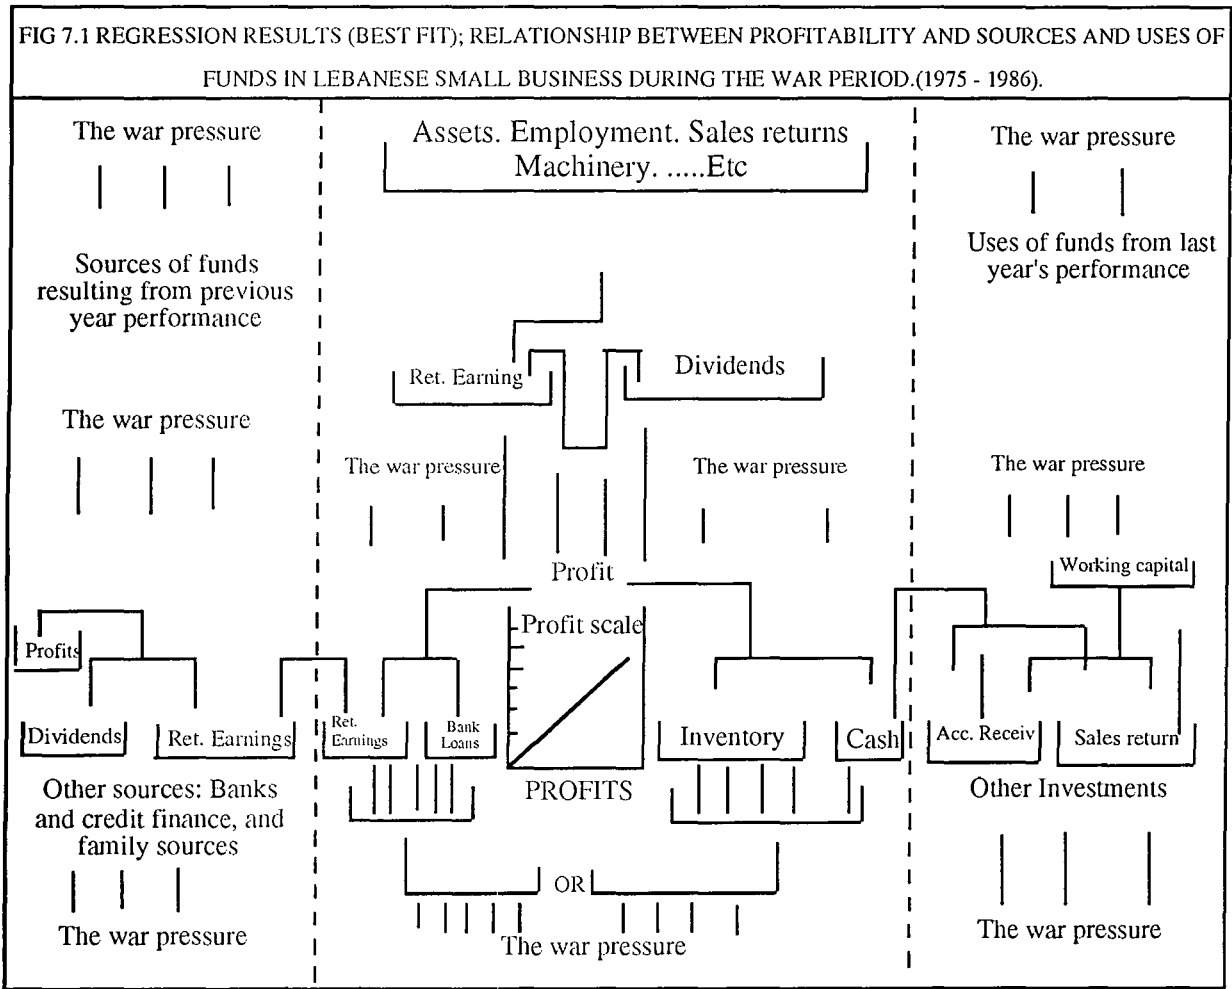 FIG 7.1 REGRESSION RESULTS (BEST FIT); RELATIONSHIP BETWEEN PROFITABILITY AND SOURCES AND USES OF
FUNDS IN LEBANESE SMALL BUSINESS DURING THE WAR PERIOD.(1975 - 1986).
The war pressure
Sources of funds
resulting from previous
year performance
The war pressure
Profits
Dividends
Ret. Earnings
Other sources: Banks
and credit finance, and
family sources
The war pressure
Assets. Employment. Sales returns
Machinery. .....Etc
Ret. Earning
Dividends
The war pressure
The war pressure
Profit
Profit scale
Ret.
Earnings
Bank
Loans
PROFITS
Inventory
Cash
OR
The war pressure
The war pressure
Uses of funds from last
year's performance
The war pressure
Working capital
Acc. Receiv
Sales return
Other Investments
The war pressure